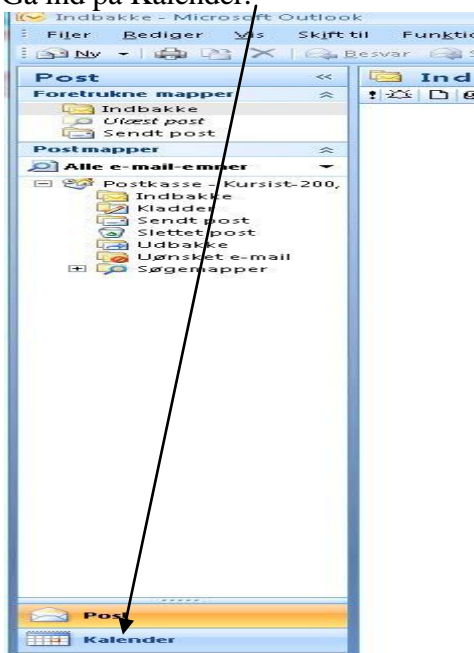 Gå ind på Kalender.
Indbakke - Microsoft Outlook
Filer Rediger Vis Skift til Funktio
Ny Besvar S
Post <<
Foretrukne mapper
Indbakke
Ulæst post
Sendt post
Postmapper
Alle e-mail-emner
Postkasse - Kursist-200,
Indbakke
Kladder
Sendt post
Slettet post
Udbakke
Uønsket e-mail
Søgemapper
Post
Kalender
Ind